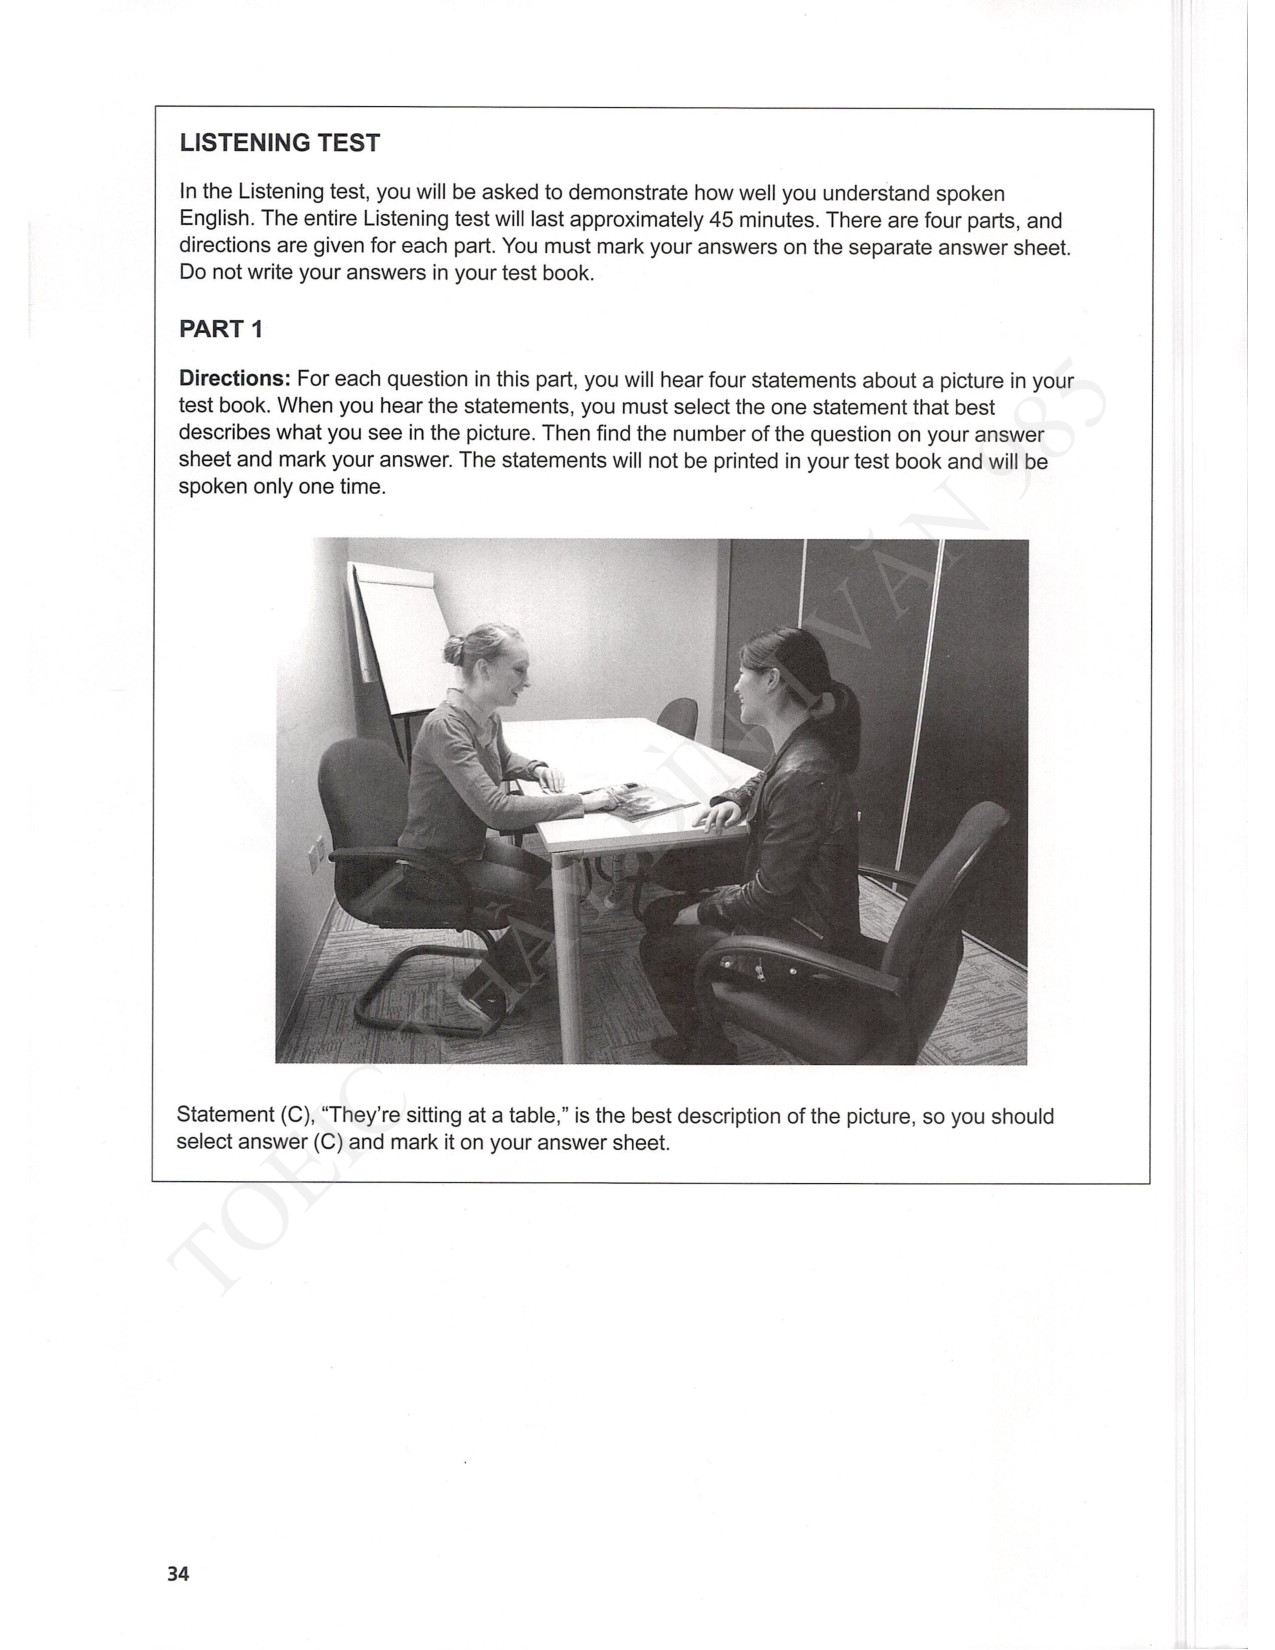 LISTENING TEST
In the Listening test, you will be asked to demonstrate how well you understand spoken
English. The entire Listening test will last approximately 45 minutes. There are four parts, and
directions are given for each part. You must mark your answers on the separate answer sheet.
Do not write your answers in your test book.
PART 1
Directions: For each question in this part, you will hear four statements about a picture in your
test book. When you hear the statements, you must select the one statement that best
describes what you see in the picture. Then find the number of the question on your answer
sheet and mark your answer. The statements will not be printed in your test book and will be
spoken only one time.
Statement (C), “They’re sitting at a table,” is the best description of the picture, so you should
select answer (C) and mark it on your answer sheet.
34
TOEIC VĂN 985